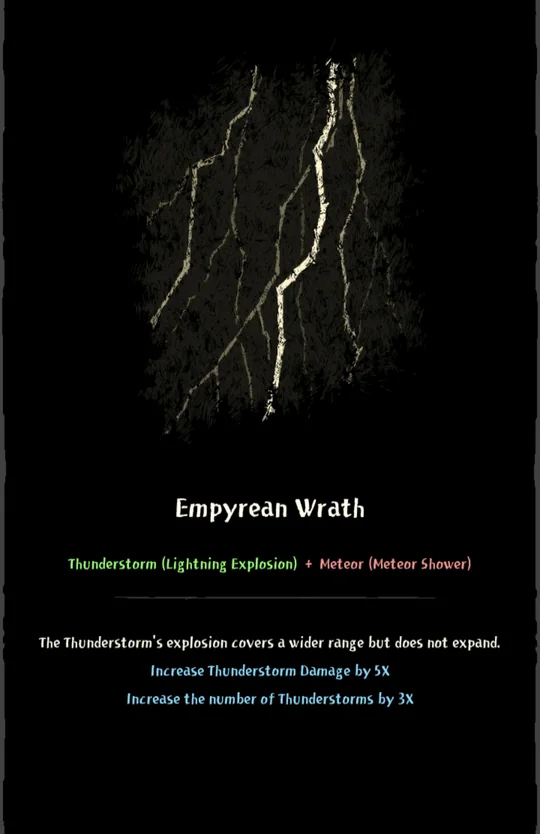 Empyrean Wrath
Thunderstorm (Lightning Explosion) + Meteor (Meteor Shower)
The Thunderstorm's explosion covers a wider range but does not expand.
Increase Thunderstorm Damage by 5X
Increase the number of Thunderstorms by 3X